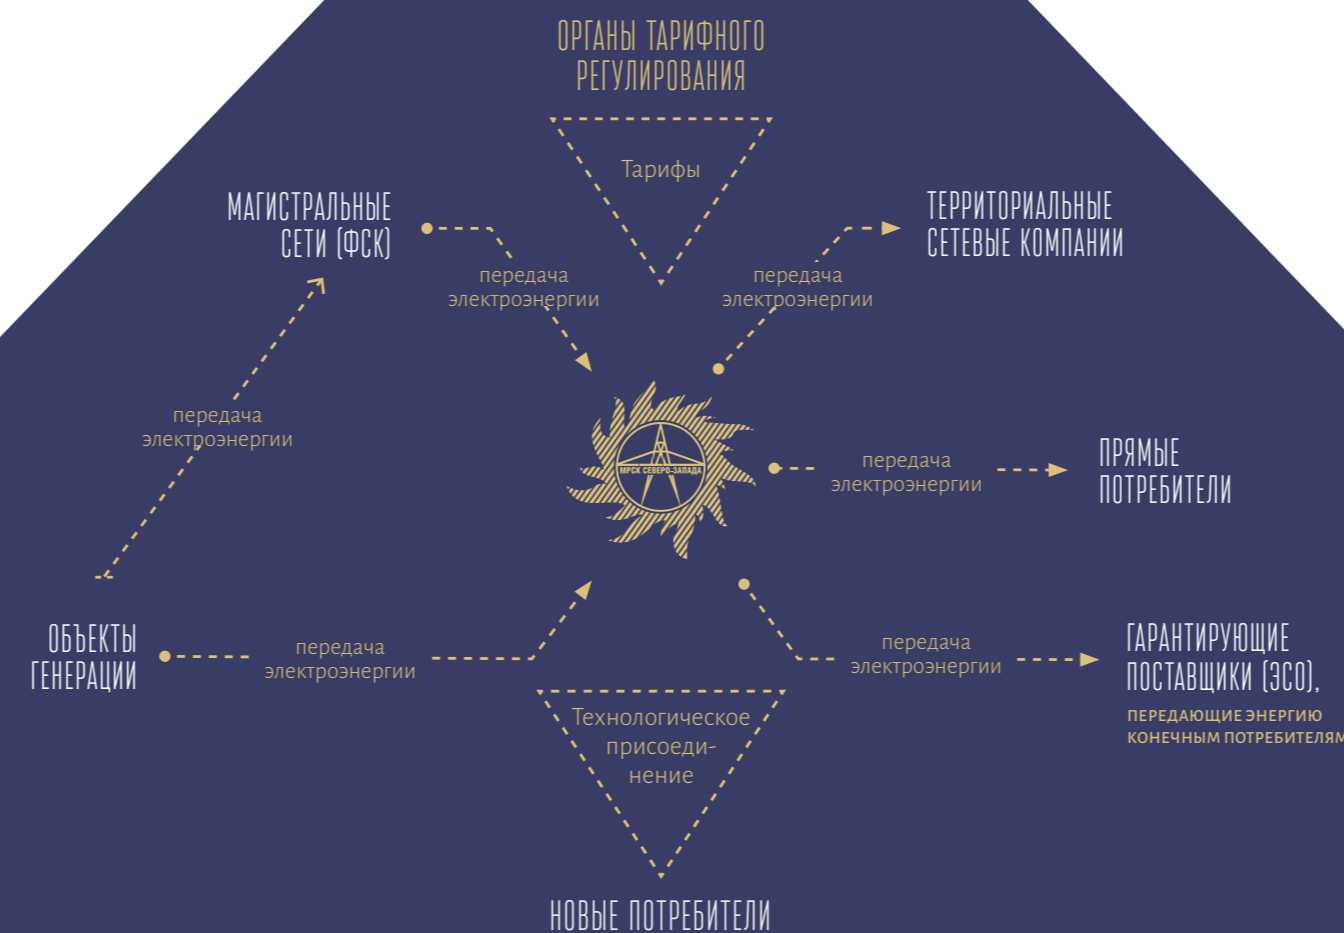 ОРГАНЫ ТАРИФНОГО
РЕГУЛИРОВАНИЯ
Тарифы
МАГИСТРАЛЬНЫЕ
СЕТИ (ФСК)
ТЕРРИТОРИАЛЬНЫЕ
СЕТЕВЫЕ КОМПАНИИ
передача
электроэнергии
передача
электроэнергии
передача
электроэнергии
МРСК СЕВЕРО-ЗАПАДА
передача
электроэнергии
ПРЯМЫЕ
ПОТРЕБИТЕЛИ
ОБЪЕКТЫ
ГЕНЕРАЦИИ
передача
электроэнергии
передача
электроэнергии
ГАРАНТИРУЮЩИЕ
ПОСТАВЩИКИ (ЭСО),
ПЕРЕДАЮЩИЕ ЭНЕРГИЮ
КОНЕЧНЫМ ПОТРЕБИТЕЛЯМ
Технологическое
присоеди-
нение
НОВЫЕ ПОТРЕБИТЕЛИ